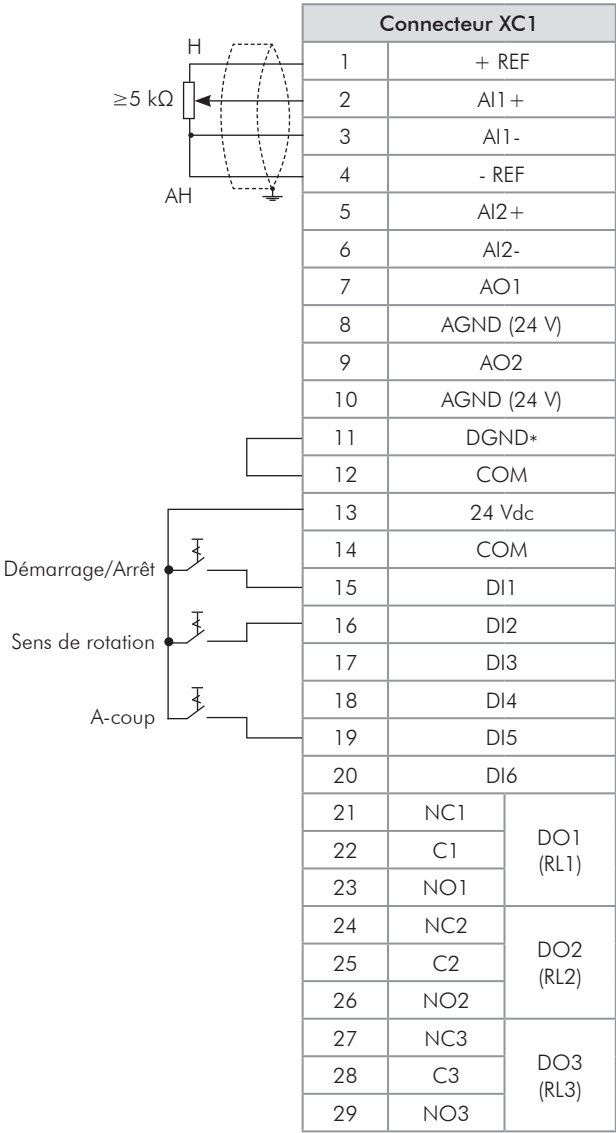 Connecteur XC1
H
≥5 kΩ
AH
1 + REF
2 AI1+
3 AI1-
4 - REF
5 AI2+
6 AI2-
7 AO1
8 AGND (24 V)
9 AO2
10 AGND (24 V)
11 DGND*
12 COM
13 24 Vdc
14 COM
Démarrage/Arrêt
15 DI1
16 DI2
Sens de rotation
17 DI3
18 DI4
A-coup
19 DI5
20 DI6
21 NC1
22 C1
23 NO1
DO1
(RL1)
24 NC2
25 C2
26 NO2
DO2
(RL2)
27 NC3
28 C3
29 NO3
DO3
(RL3)